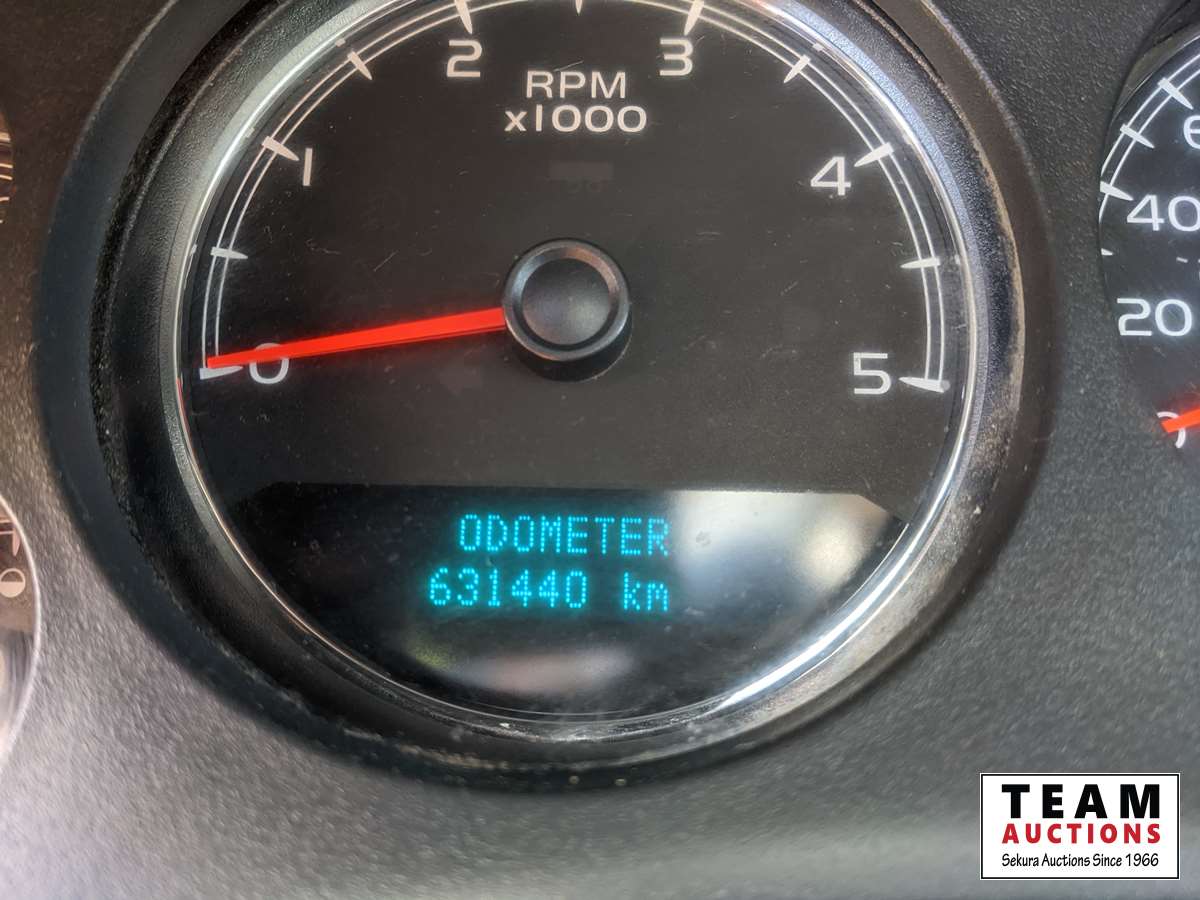 2 3
RPM
x1000
1
4
0
5
ODOMETER
631440 km
40
20
0
TEAM
AUCTIONS
Sekura Auctions Since 1966